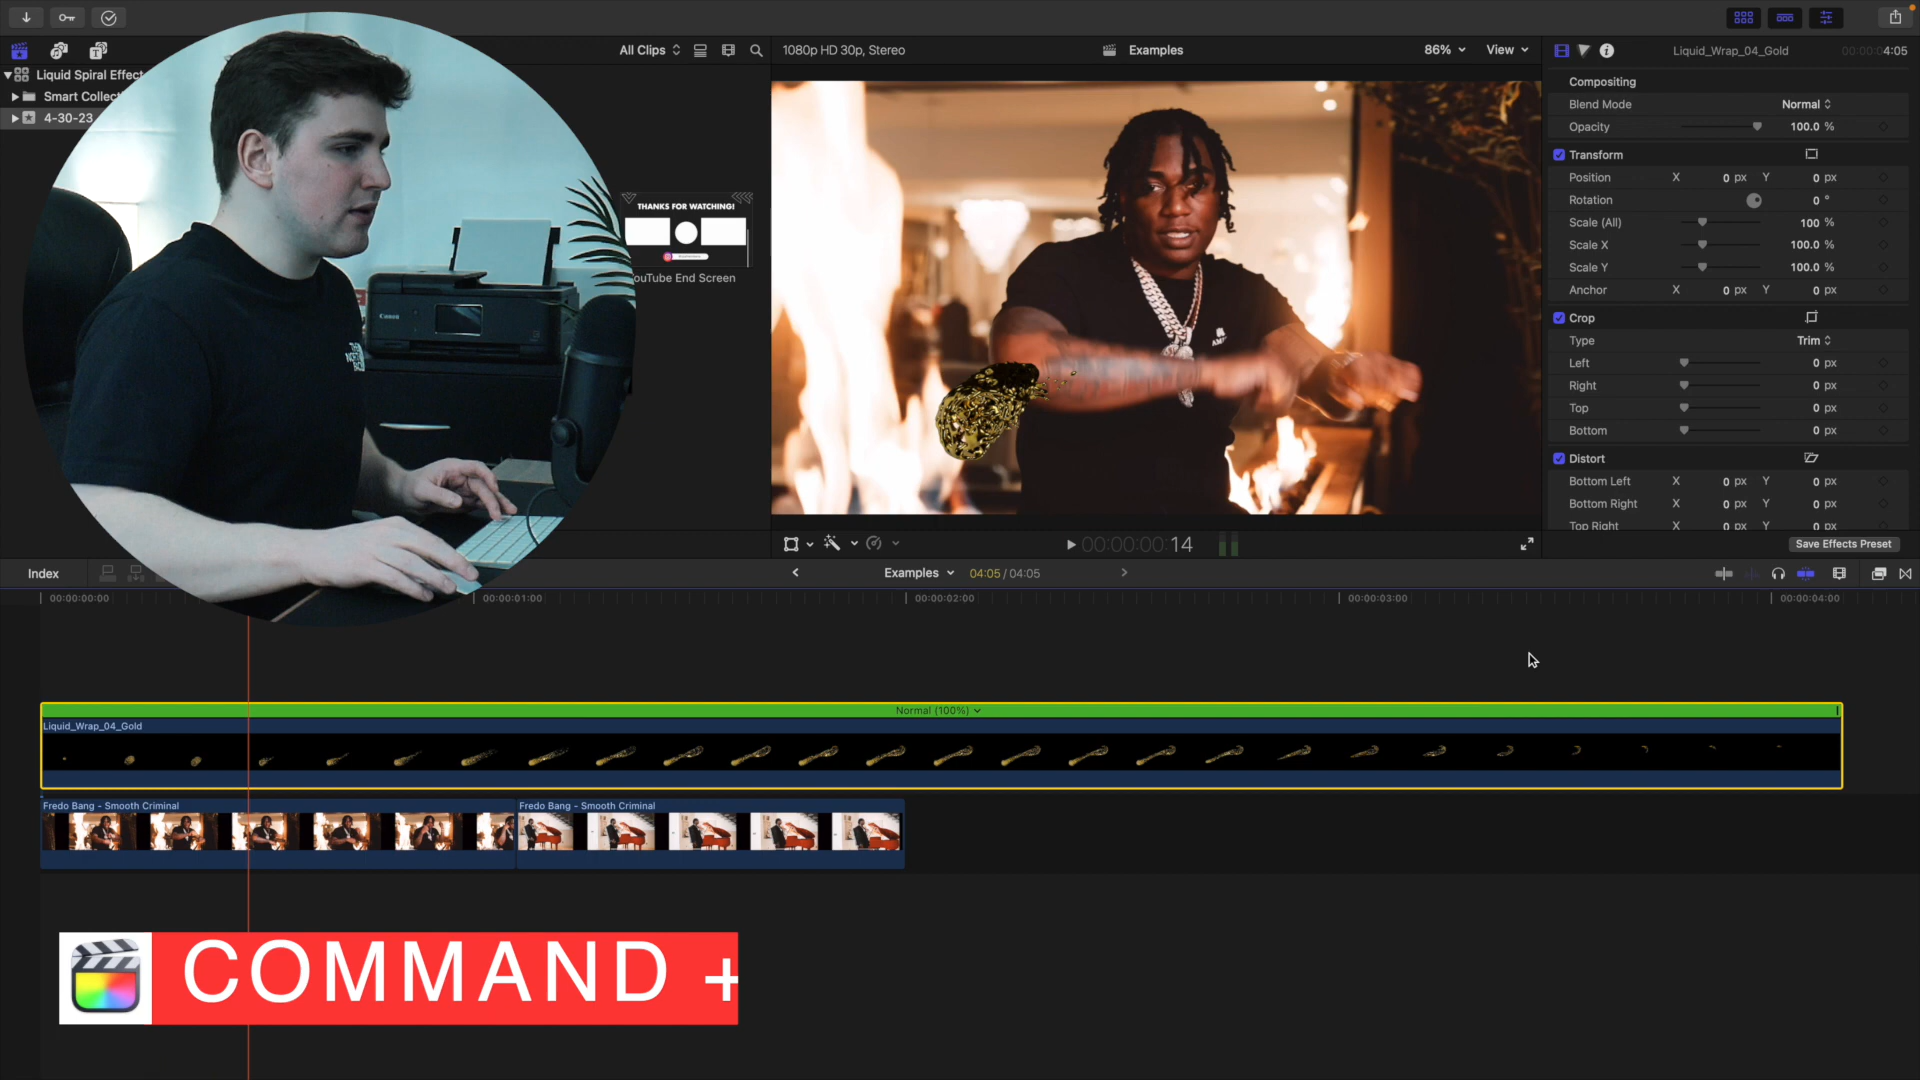 All Clips
1080p HD 30p, Stereo
Examples
86%
View
Liquid_Wrap_04_Gold
00:00:04:05
Liquid Spiral Effect
Smart Collect
4-30-23
THANKS FOR WATCHING!
YouTube End Screen
Canon
THE NORTH
Compositing
Blend Mode
Normal
Opacity
100.0 %
Transform
Position X 0 px Y 0 px
Rotation 0 °
Scale (All) 100 %
Scale X 100.0 %
Scale Y 100.0 %
Anchor X 0 px Y 0 px
Crop
Type Trim
Left 0 px
Right 0 px
Top 0 px
Bottom 0 px
Distort
Bottom Left X 0 px Y 0 px
Bottom Right X 0 px Y 0 px
Top Right X 0 px Y 0 px
Save Effects Preset
00:00:00:14
Index
Examples
04:05 / 04:05
00:00:00:00
00:00:01:00
00:00:02:00
00:00:03:00
00:00:04:00
Normal (100%)
Liquid_Wrap_04_Gold
Fredo Bang - Smooth Criminal
Fredo Bang - Smooth Criminal
COMMAND +